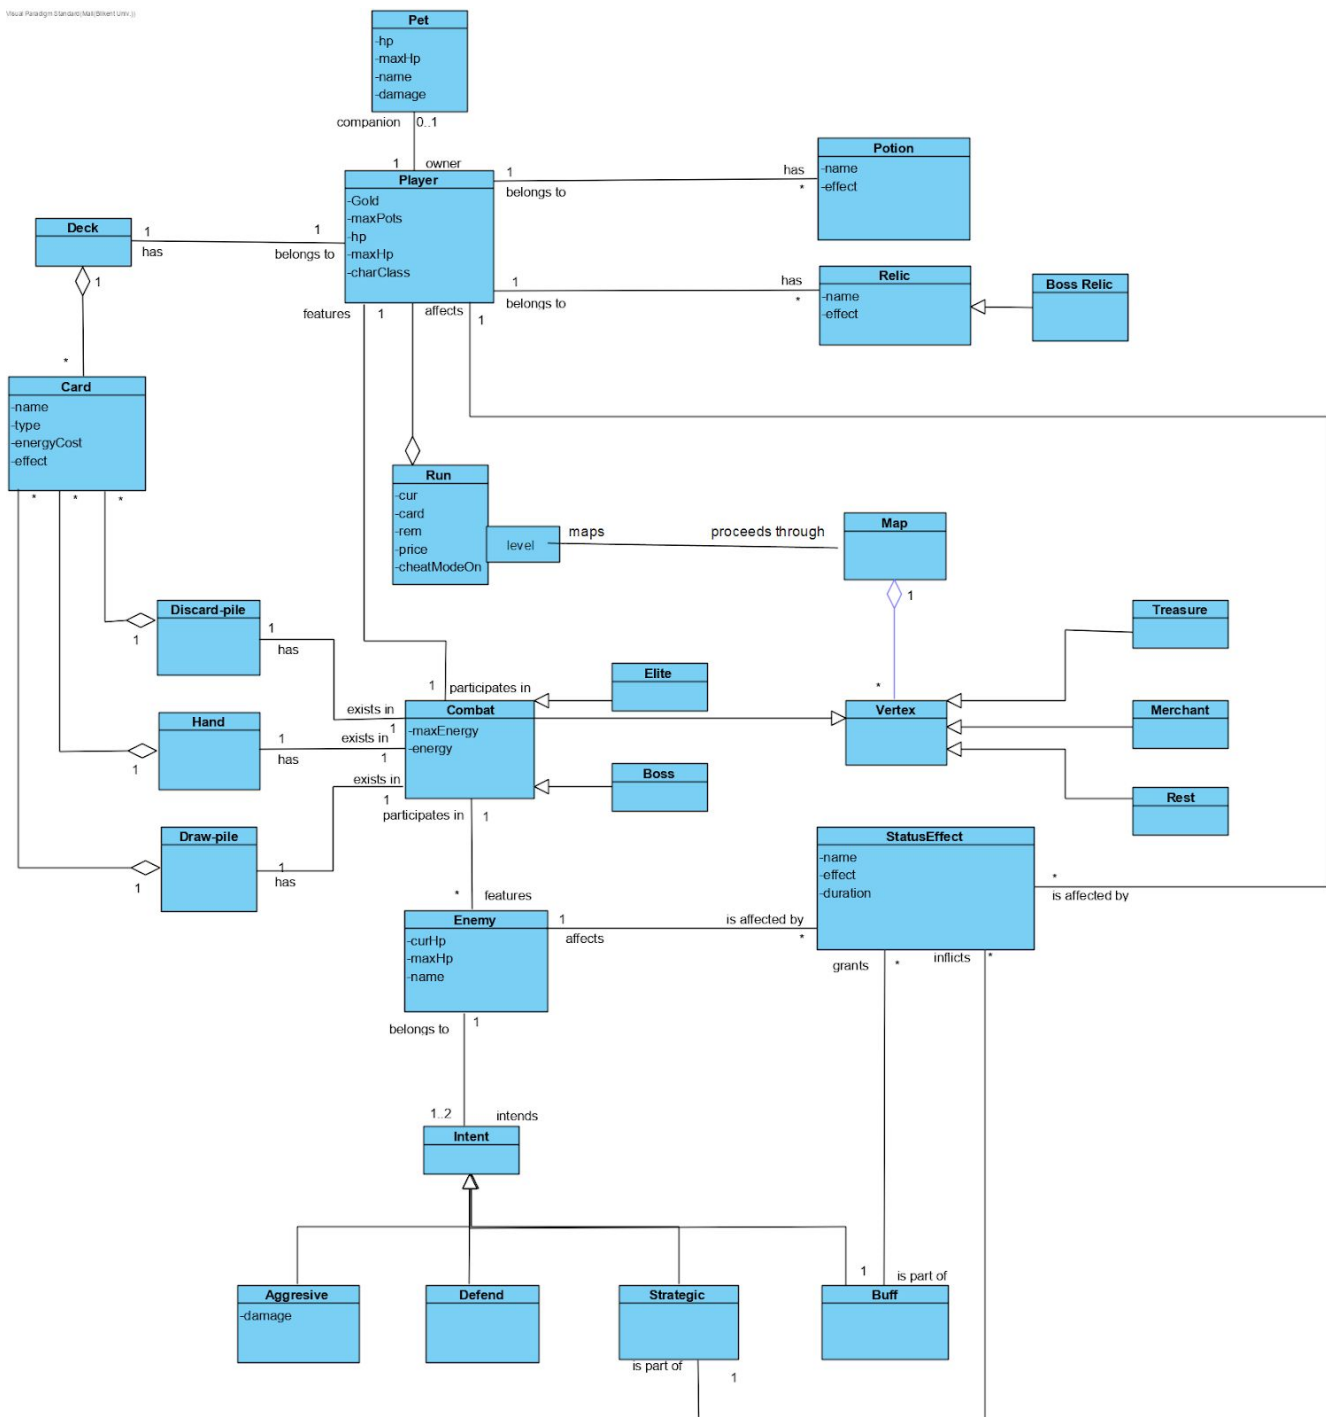 Visual Paradigm Standard(Mali(Bilkent Univ.))
Pet
-hp
-maxHp
-name
-damage
companion 0..1
1 owner
Player
-Gold
-maxPots
-hp
-maxHp
-charClass
1 has
belongs to *
Potion
-name
-effect
Deck
1 1
has belongs to
1 has
belongs to *
Relic
-name
-effect
Boss Relic
features 1 affects 1
1
*
Card
-name
-type
-energyCost
-effect
* * *
Run
-cur
-card
-rem
-price
-cheatModeOn
level
maps proceeds through
Map
1
*
Discard-pile
1 1
has
exists in
1
Hand
1 1
has
exists in
1
Draw-pile
1 1
has
exists in
1
1 participates in
Combat
-maxEnergy
-energy
Elite
Boss
Vertex
Treasure
Merchant
Rest
participates in 1
* features
Enemy
-curHp
-maxHp
-name
1 is affected by
affects *
StatusEffect
-name
-effect
-duration
*
is affected by
grants * inflicts *
belongs to 1
1..2 intends
Intent
Aggresive
-damage
Defend
Strategic
Buff
1 is part of
is part of 1